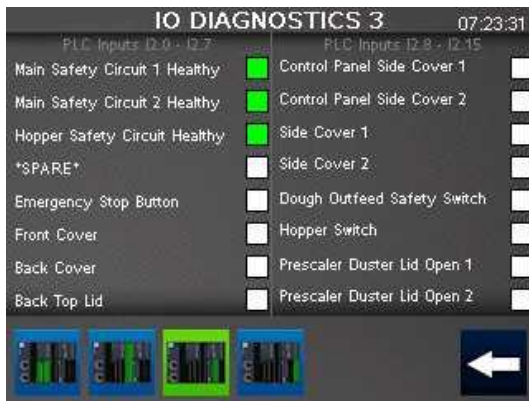 IO DIAGNOSTICS 3
07:23:31
PLC Inputs I2.0 - I2.7
Main Safety Circuit 1 Healthy
Main Safety Circuit 2 Healthy
Hopper Safety Circuit Healthy
*SPARE*
Emergency Stop Button
Front Cover
Back Cover
Back Top Lid
PLC Inputs I2.8 - I2.15
Control Panel Side Cover 1
Control Panel Side Cover 2
Side Cover 1
Side Cover 2
Dough Outfeed Safety Switch
Hopper Switch
Prescaler Duster Lid Open 1
Prescaler Duster Lid Open 2